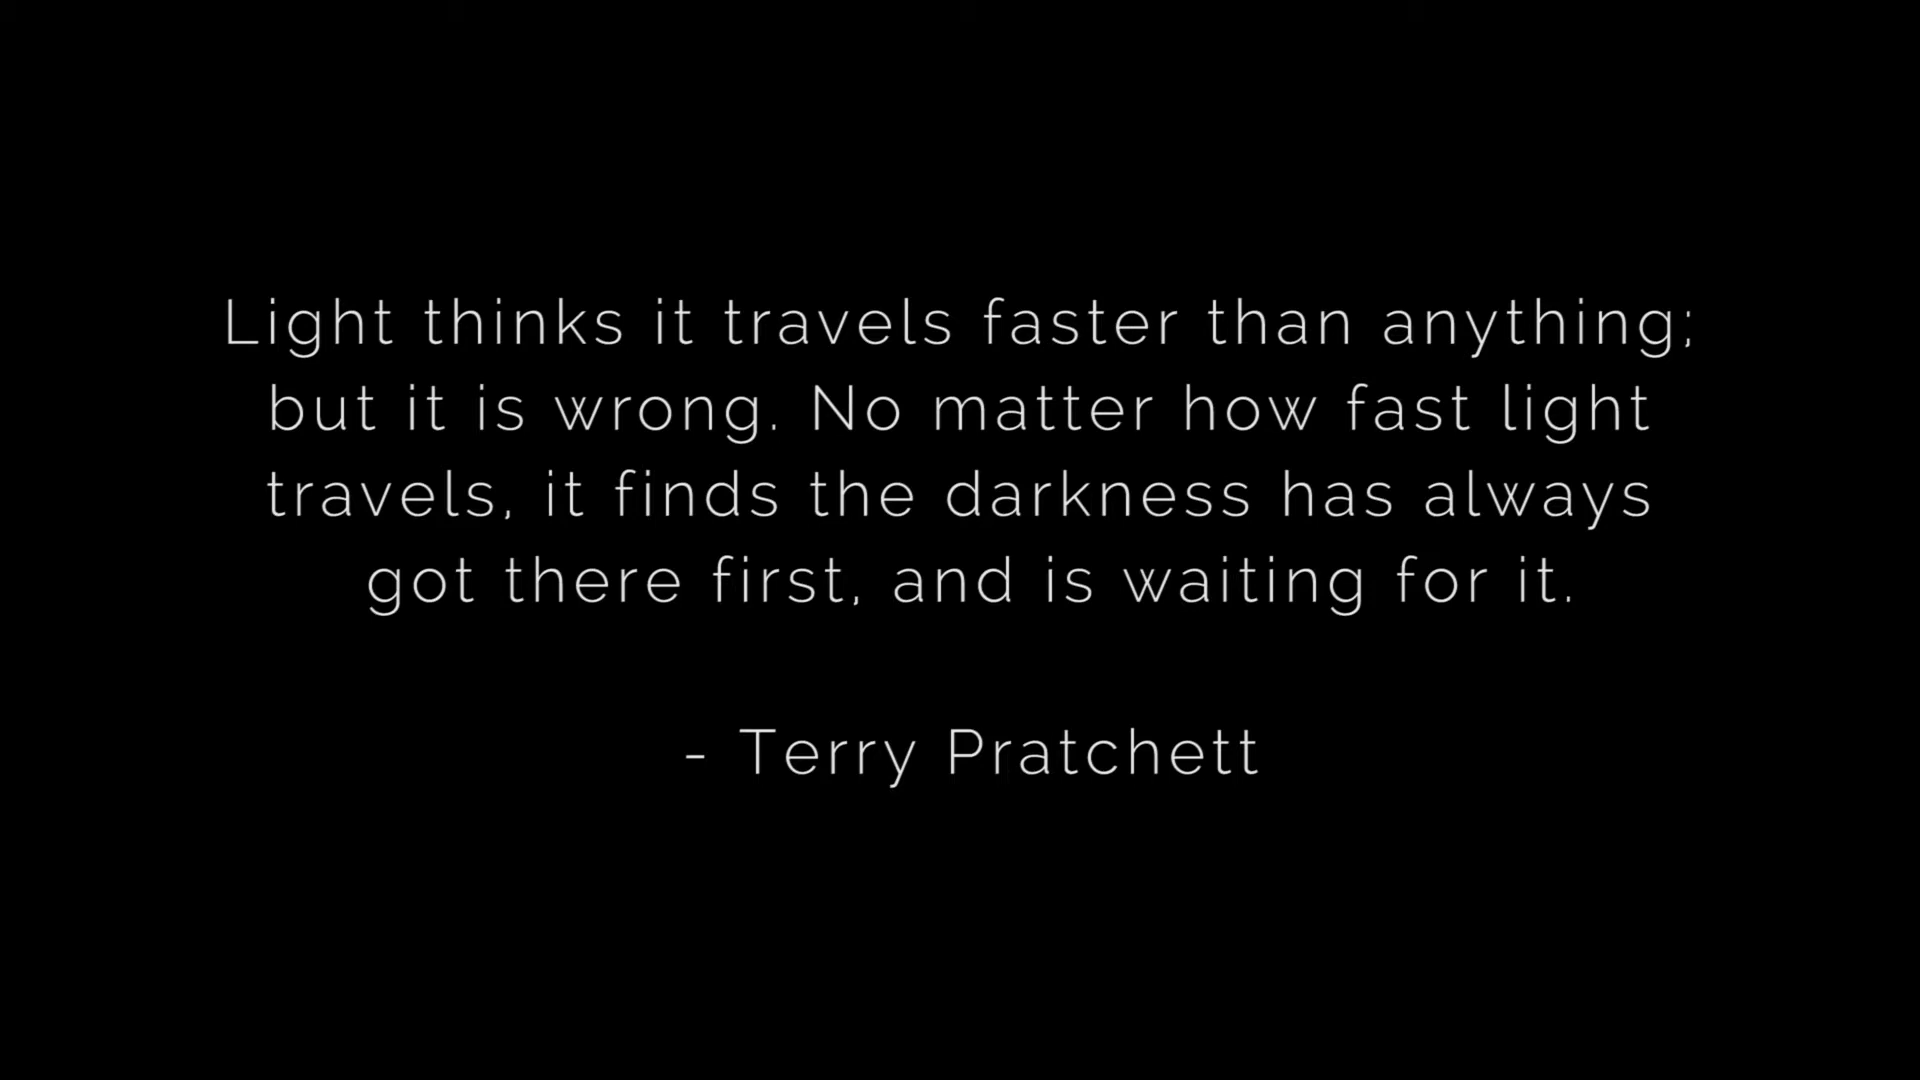 Light thinks it travels faster than anything;
but it is wrong. No matter how fast light
travels, it finds the darkness has always
got there first, and is waiting for it.
- Terry Pratchett